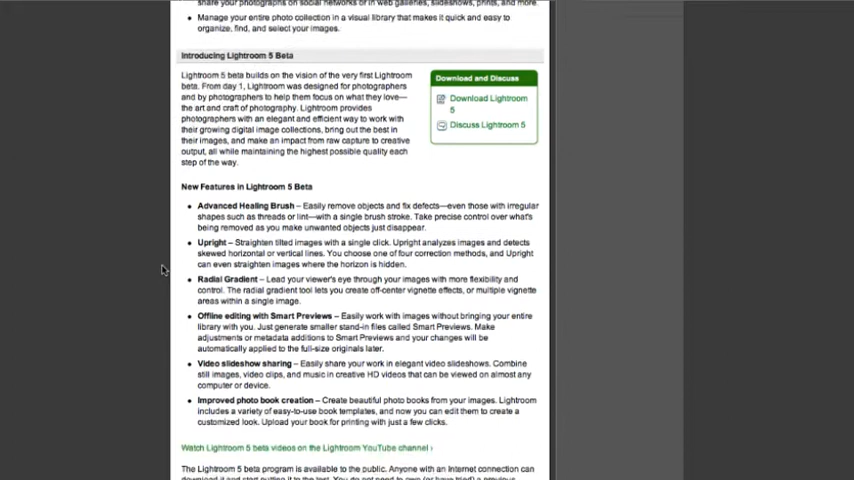 share your photographs on social networks or in web galleries, slideshows, prints, and more.
• Manage your entire photo collection in a visual library that makes it quick and easy to
organize, find, and select your images.
Introducing Lightroom 5 Beta
Lightroom 5 beta builds on the vision of the very first Lightroom
beta. From day 1, Lightroom was designed for photographers
and by photographers to help them focus on what they love—
the art and craft of photography. Lightroom provides
photographers with an elegant and efficient way to work with
their growing digital image collections, bring out the best in
their images, and make an impact from raw capture to creative
output, all while maintaining the highest possible quality each
step of the way.
Download and Discuss
Download Lightroom
5
Discuss Lightroom 5
New Features in Lightroom 5 Beta
• Advanced Healing Brush – Easily remove objects and fix defects—even those with irregular
shapes such as threads or lint—with a single brush stroke. Take precise control over what's
being removed as you make unwanted objects just disappear.
• Upright – Straighten tilted images with a single click. Upright analyzes images and detects
skewed horizontal or vertical lines. You choose one of four correction methods, and Upright
can even straighten images where the horizon is hidden.
• Radial Gradient – Lead your viewer's eye through your images with more flexibility and
control. The radial gradient tool lets you create off-center vignette effects, or multiple vignette
areas within a single image.
• Offline editing with Smart Previews – Easily work with images without bringing your entire
library with you. Just generate smaller stand-in files called Smart Previews. Make
adjustments or metadata additions to Smart Previews and your changes will be
automatically applied to the full-size originals later.
• Video slideshow sharing – Easily share your work in elegant video slideshows. Combine
still images, video clips, and music in creative HD videos that can be viewed on almost any
computer or device.
• Improved photo book creation – Create beautiful photo books from your images. Lightroom
includes a variety of easy-to-use book templates, and now you can edit them to create a
customized look. Upload your book for printing with just a few clicks.
Watch Lightroom 5 beta videos on the Lightroom YouTube channel ›
The Lightroom 5 beta program is available to the public. Anyone with an Internet connection can
download it and start putting it to the test. You do not need to own (or have tried) a previous